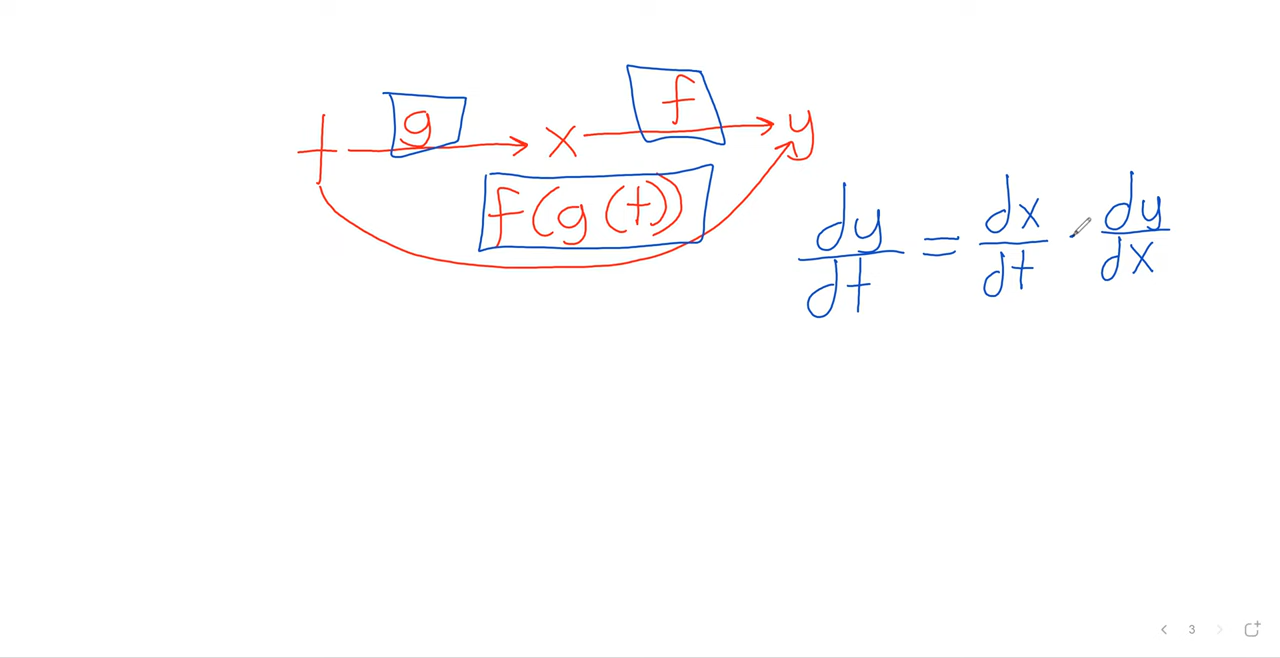 t g x f y
f(g(t))
dy/dt = dx/dt · dy/dx
3